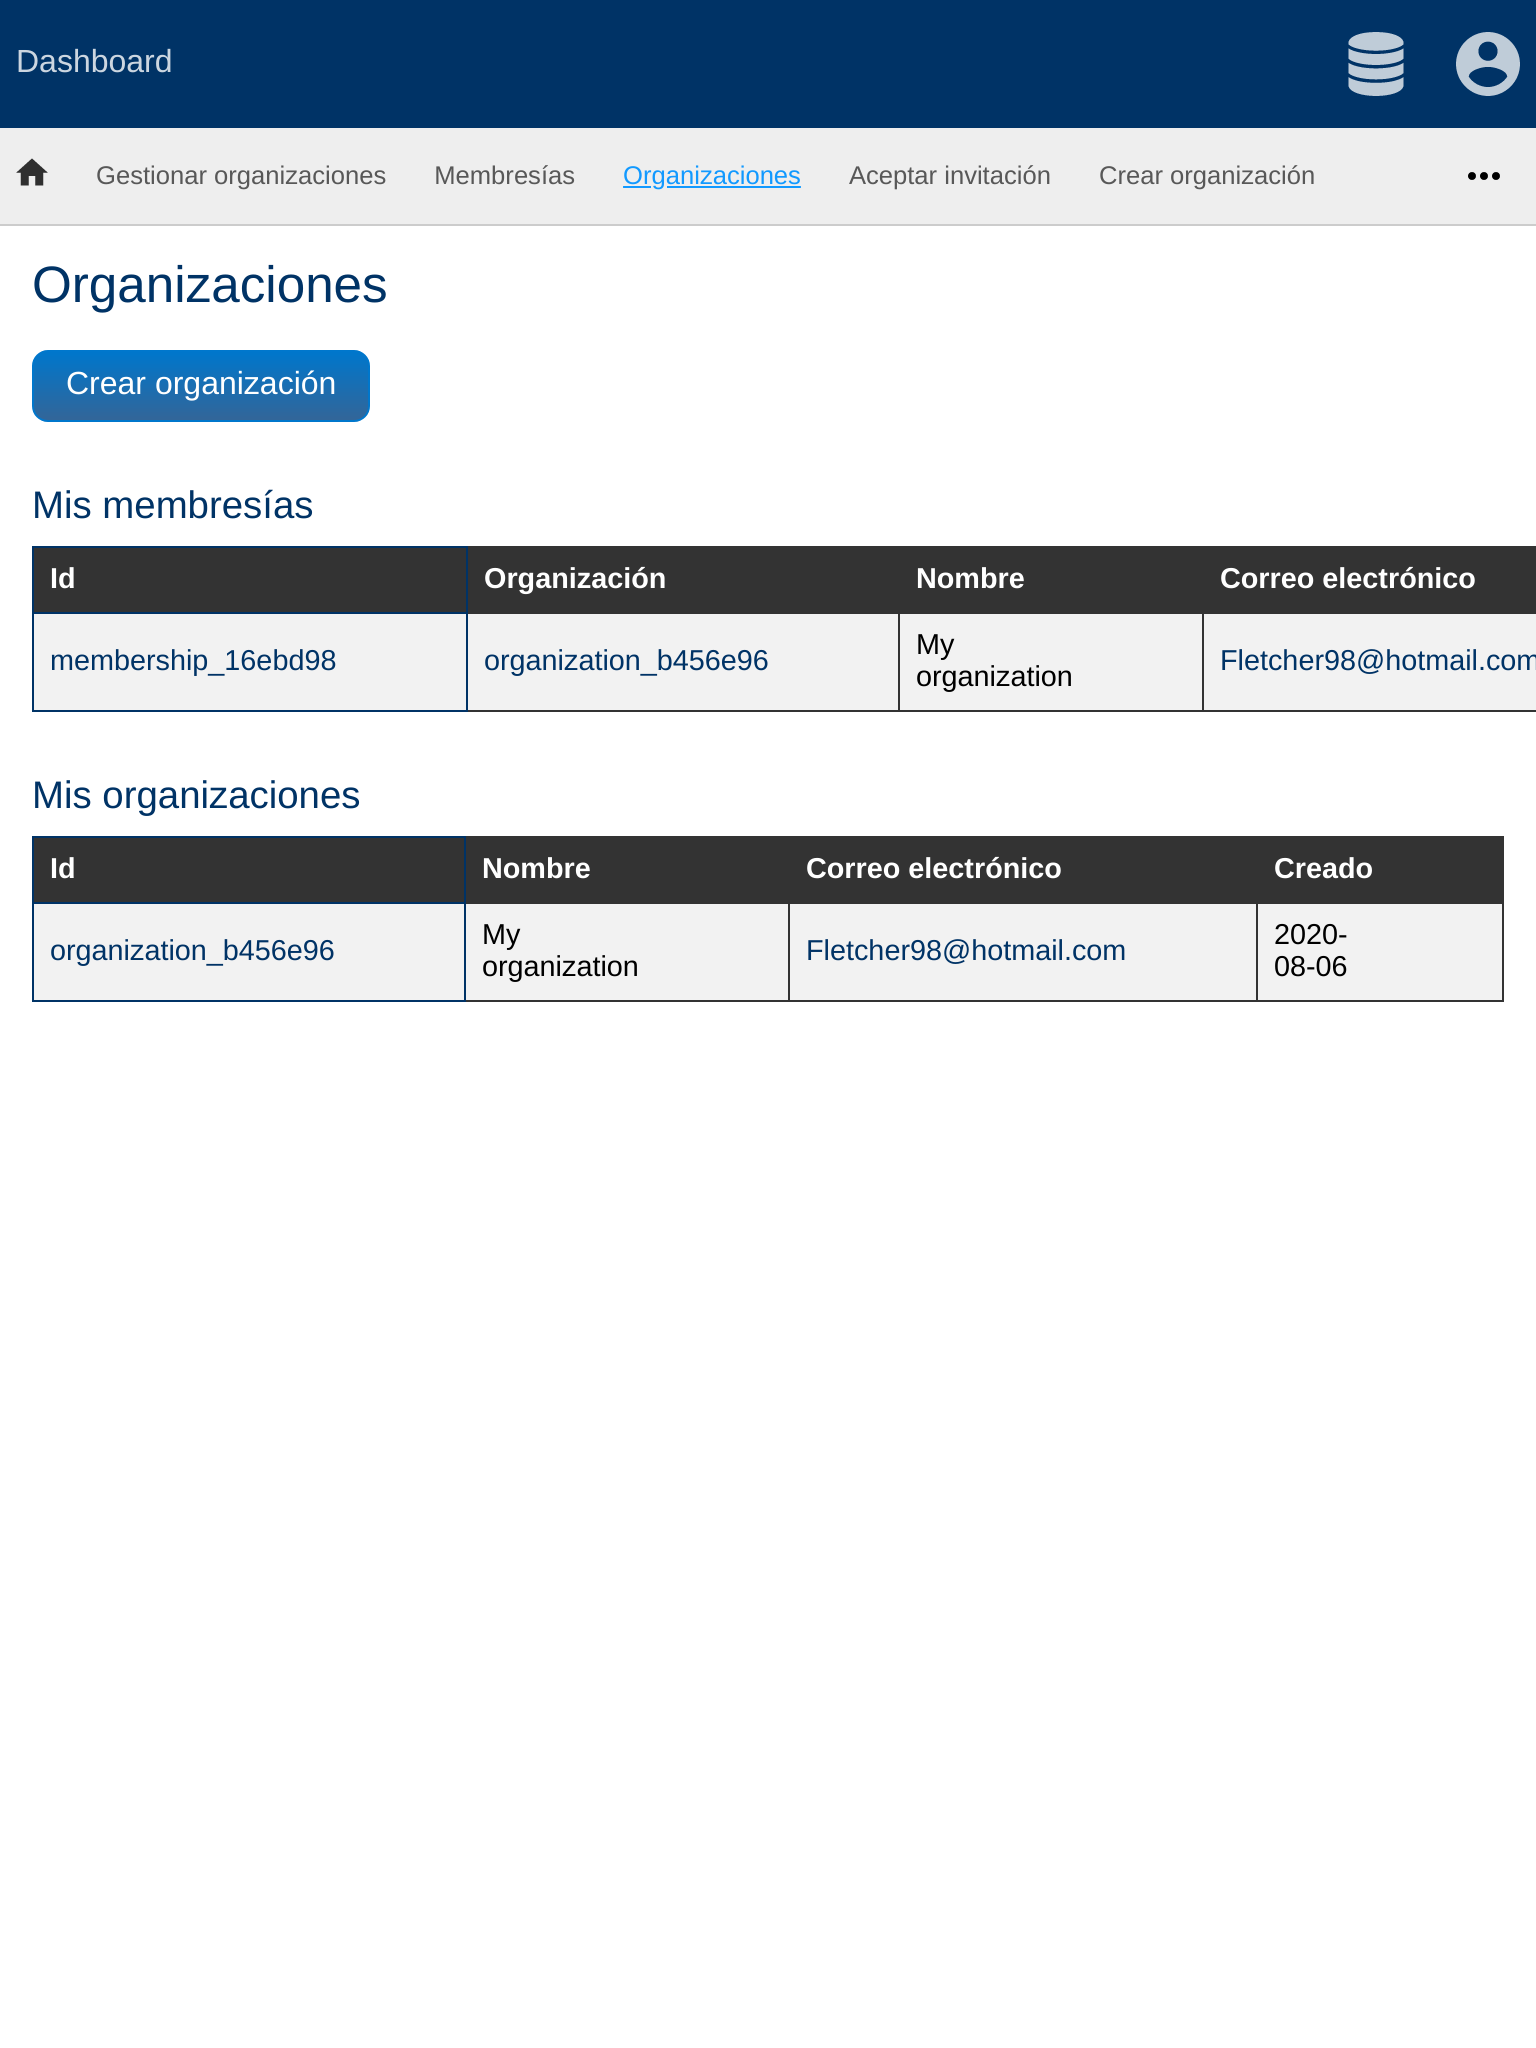 Dashboard
Gestionar organizaciones Membresías Organizaciones Aceptar invitación Crear organización
Organizaciones
Crear organización
Mis membresías
Id Organización Nombre Correo electrónico
membership_16ebd98 organization_b456e96 My organization Fletcher98@hotmail.com
Mis organizaciones
Id Nombre Correo electrónico Creado
organization_b456e96 My organization Fletcher98@hotmail.com 2020-08-06